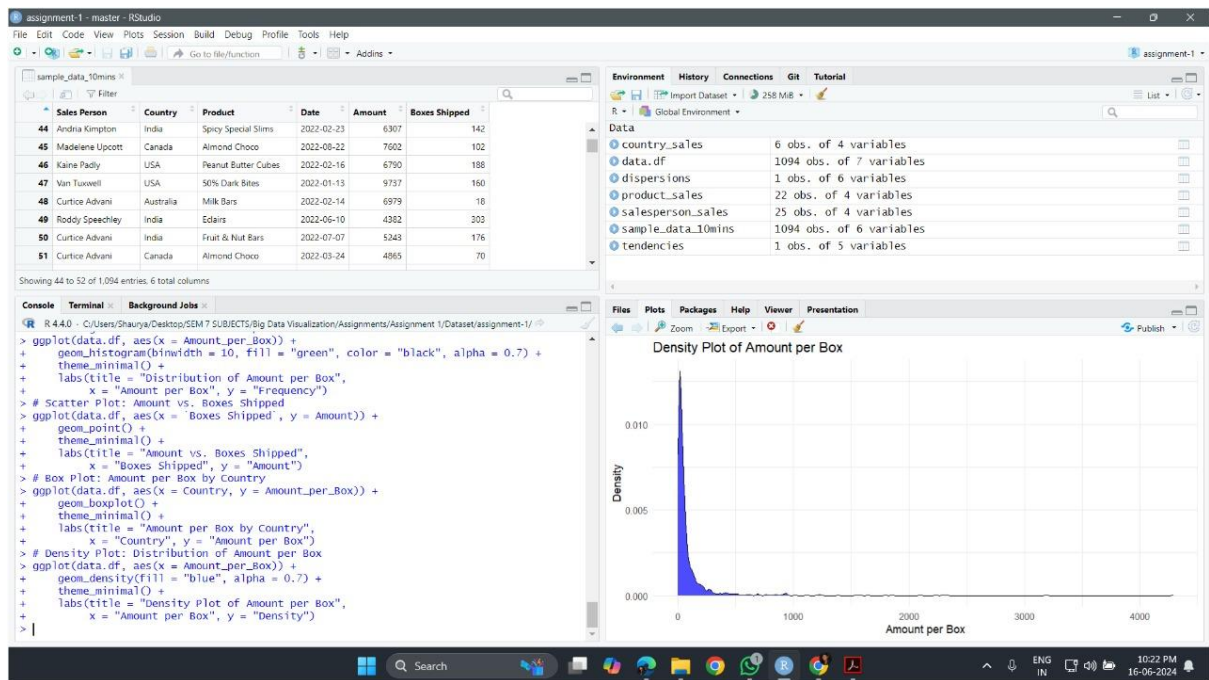 assignment-1 - master - RStudio
File Edit Code View Plots Session Build Debug Profile Tools Help
Go to file/function Addins assignment-1
sample_data_10mins
Filter
Sales Person Country Product Date Amount Boxes Shipped
44 Andria Kimpton India Spicy Special Slims 2022-02-23 6307 142
45 Madelene Upcott Canada Almond Choco 2022-08-22 7602 102
46 Kaine Padly USA Peanut Butter Cubes 2022-02-16 6790 188
47 Van Tuxwell USA 50% Dark Bites 2022-01-13 9737 160
48 Curtice Advani Australia Milk Bars 2022-02-14 6979 18
49 Roddy Speechley India Eclairs 2022-06-10 4382 303
50 Curtice Advani India Fruit & Nut Bars 2022-07-07 5243 176
51 Curtice Advani Canada Almond Choco 2022-03-24 4865 70
Showing 44 to 52 of 1,094 entries, 6 total columns
Environment History Connections Git Tutorial
Import Dataset 258 MiB List
R Global Environment
Data
country_sales 6 obs. of 4 variables
data.df 1094 obs. of 7 variables
dispersions 1 obs. of 6 variables
product_sales 22 obs. of 4 variables
salesperson_sales 25 obs. of 4 variables
sample_data_10mins 1094 obs. of 6 variables
tendencies 1 obs. of 5 variables
Console Terminal Background Jobs
R 4.4.0 · C:/Users/Shaurya/Desktop/SEM 7 SUBJECTS/Big Data Visualization/Assignments/Assignment 1/Dataset/assignment-1/
> ggplot(data.df, aes(x = Amount_per_Box)) +
+ geom_histogram(binwidth = 10, fill = "green", color = "black", alpha = 0.7) +
+ theme_minimal() +
+ labs(title = "Distribution of Amount per Box",
+ x = "Amount per Box", y = "Frequency")
> # Scatter Plot: Amount vs. Boxes Shipped
> ggplot(data.df, aes(x = `Boxes Shipped`, y = Amount)) +
+ geom_point() +
+ theme_minimal() +
+ labs(title = "Amount vs. Boxes Shipped",
+ x = "Boxes Shipped", y = "Amount")
> # Box Plot: Amount per Box by Country
> ggplot(data.df, aes(x = Country, y = Amount_per_Box)) +
+ geom_boxplot() +
+ theme_minimal() +
+ labs(title = "Amount per Box by Country",
+ x = "Country", y = "Amount per Box")
> # Density Plot: Distribution of Amount per Box
> ggplot(data.df, aes(x = Amount_per_Box)) +
+ geom_density(fill = "blue", alpha = 0.7) +
+ theme_minimal() +
+ labs(title = "Density Plot of Amount per Box",
+ x = "Amount per Box", y = "Density")
>
Files Plots Packages Help Viewer Presentation
Zoom Export Publish
Density Plot of Amount per Box
0.010
0.005
0.000
Density
0 1000 2000 3000 4000
Amount per Box
Search
ENG
IN
10:22 PM
16-06-2024